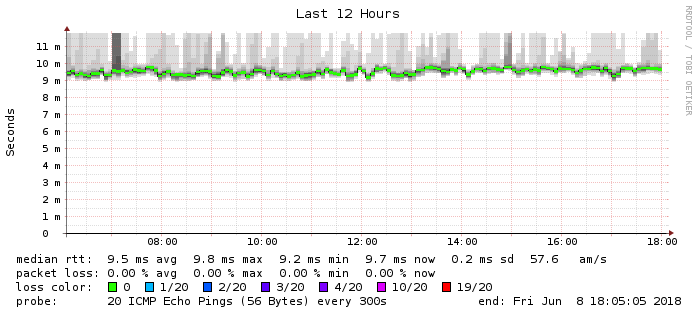 Last 12 Hours
RRDTOOL / TOBI OETIKER
Seconds
11 m
10 m
9 m
8 m
7 m
6 m
5 m
4 m
3 m
2 m
1 m
0
08:00 10:00 12:00 14:00 16:00 18:00
median rtt: 9.5 ms avg 9.8 ms max 9.2 ms min 9.7 ms now 0.2 ms sd 57.6 am/s
packet loss: 0.00 % avg 0.00 % max 0.00 % min 0.00 % now
loss color: 0 1/20 2/20 3/20 4/20 10/20 19/20
probe: 20 ICMP Echo Pings (56 Bytes) every 300s end: Fri Jun 8 18:05:05 2018